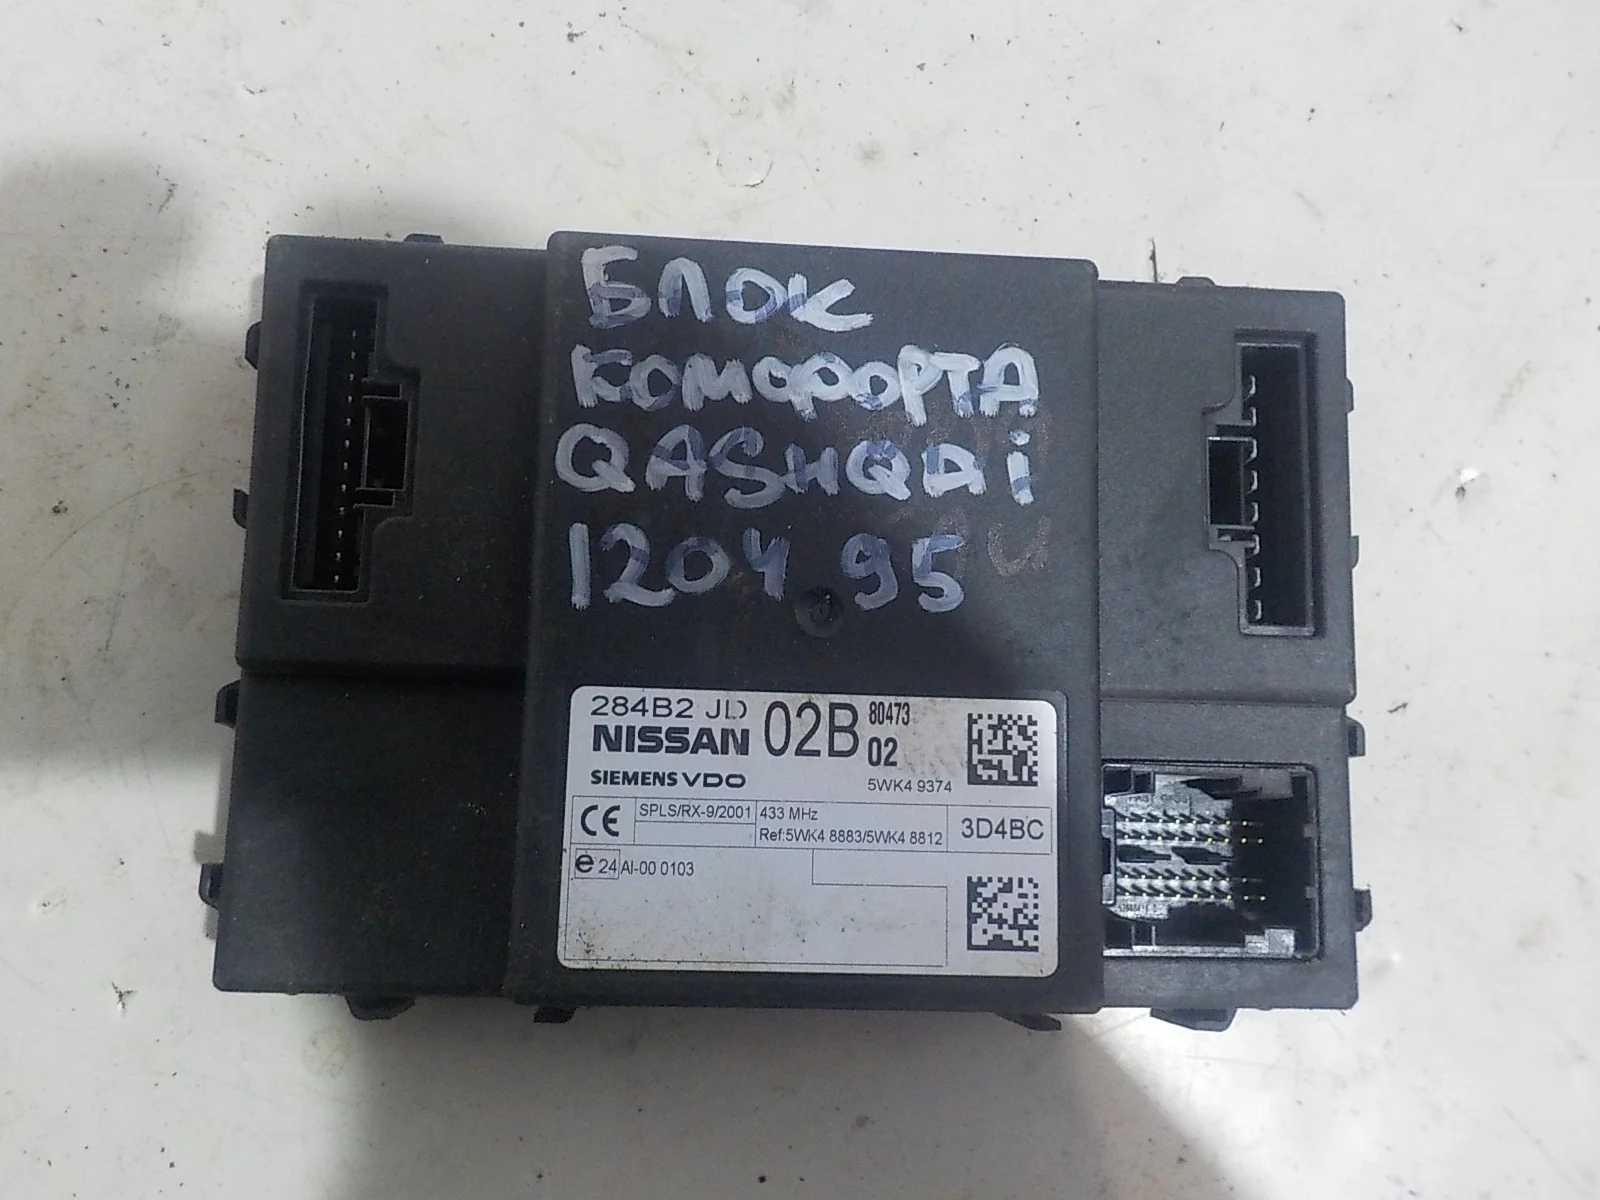 БЛОК
КОМФОРТА
QASHQAi
1204 95
284B2 JD 02B 80473
NISSAN 02
SIEMENS VDO 5WK4 9374
CE SPLS/RX-9/2001 433 MHz 3D4BC
Ref:5WK4 8883/5WK4 8812
e 24 AI-00 0103